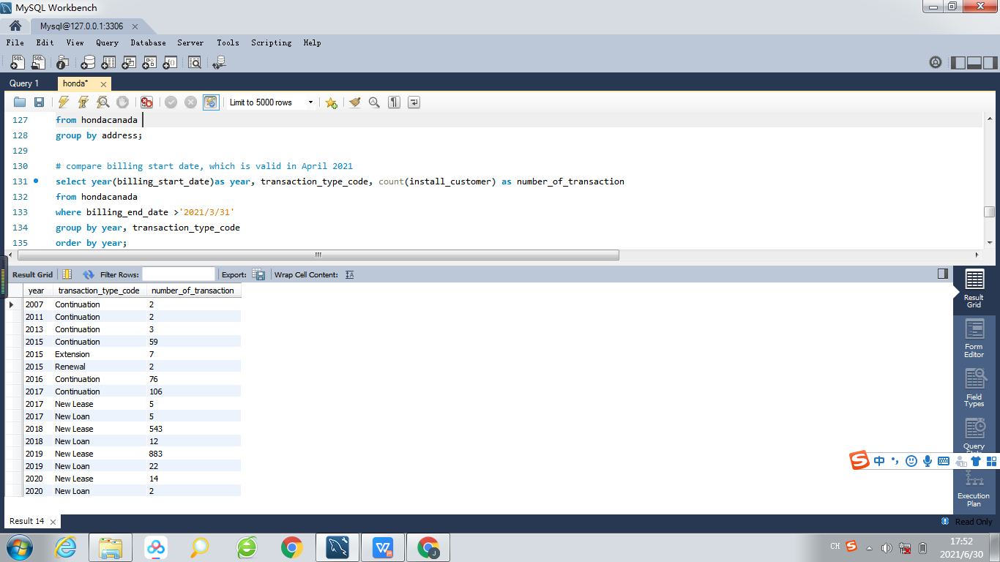 MySQL Workbench
Mysql@127.0.0.1:3306
File Edit View Query Database Server Tools Scripting Help
Query 1 honda*
Limit to 5000 rows
127 from hondacanada
128 group by address;
129
130 # compare billing start date, which is valid in April 2021
131 select year(billing_start_date)as year, transaction_type_code, count(install_customer) as number_of_transaction
132 from hondacanada
133 where billing_end_date >'2021/3/31'
134 group by year, transaction_type_code
135 order by year;
Result Grid Filter Rows: Export: Wrap Cell Content:
year transaction_type_code number_of_transaction
2007 Continuation 2
2011 Continuation 2
2013 Continuation 3
2015 Continuation 59
2015 Extension 7
2015 Renewal 2
2016 Continuation 76
2017 Continuation 106
2017 New Lease 5
2017 New Loan 5
2018 New Lease 543
2018 New Loan 12
2019 New Lease 883
2019 New Loan 22
2020 New Lease 14
2020 New Loan 2
Result
Grid
Form
Editor
Field
Types
Query
中
Execution
Plan
Result 14
Read Only
CH
17:52
2021/6/30